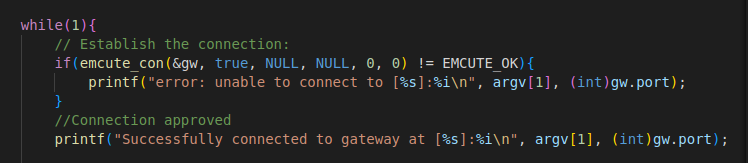 while(1){
// Establish the connection:
if(emcute_con(&gw, true, NULL, NULL, 0, 0) != EMCUTE_OK){
printf("error: unable to connect to [%s]:%i\n", argv[1], (int)gw.port);
}
//Connection approved
printf("Successfully connected to gateway at [%s]:%i\n", argv[1], (int)gw.port);